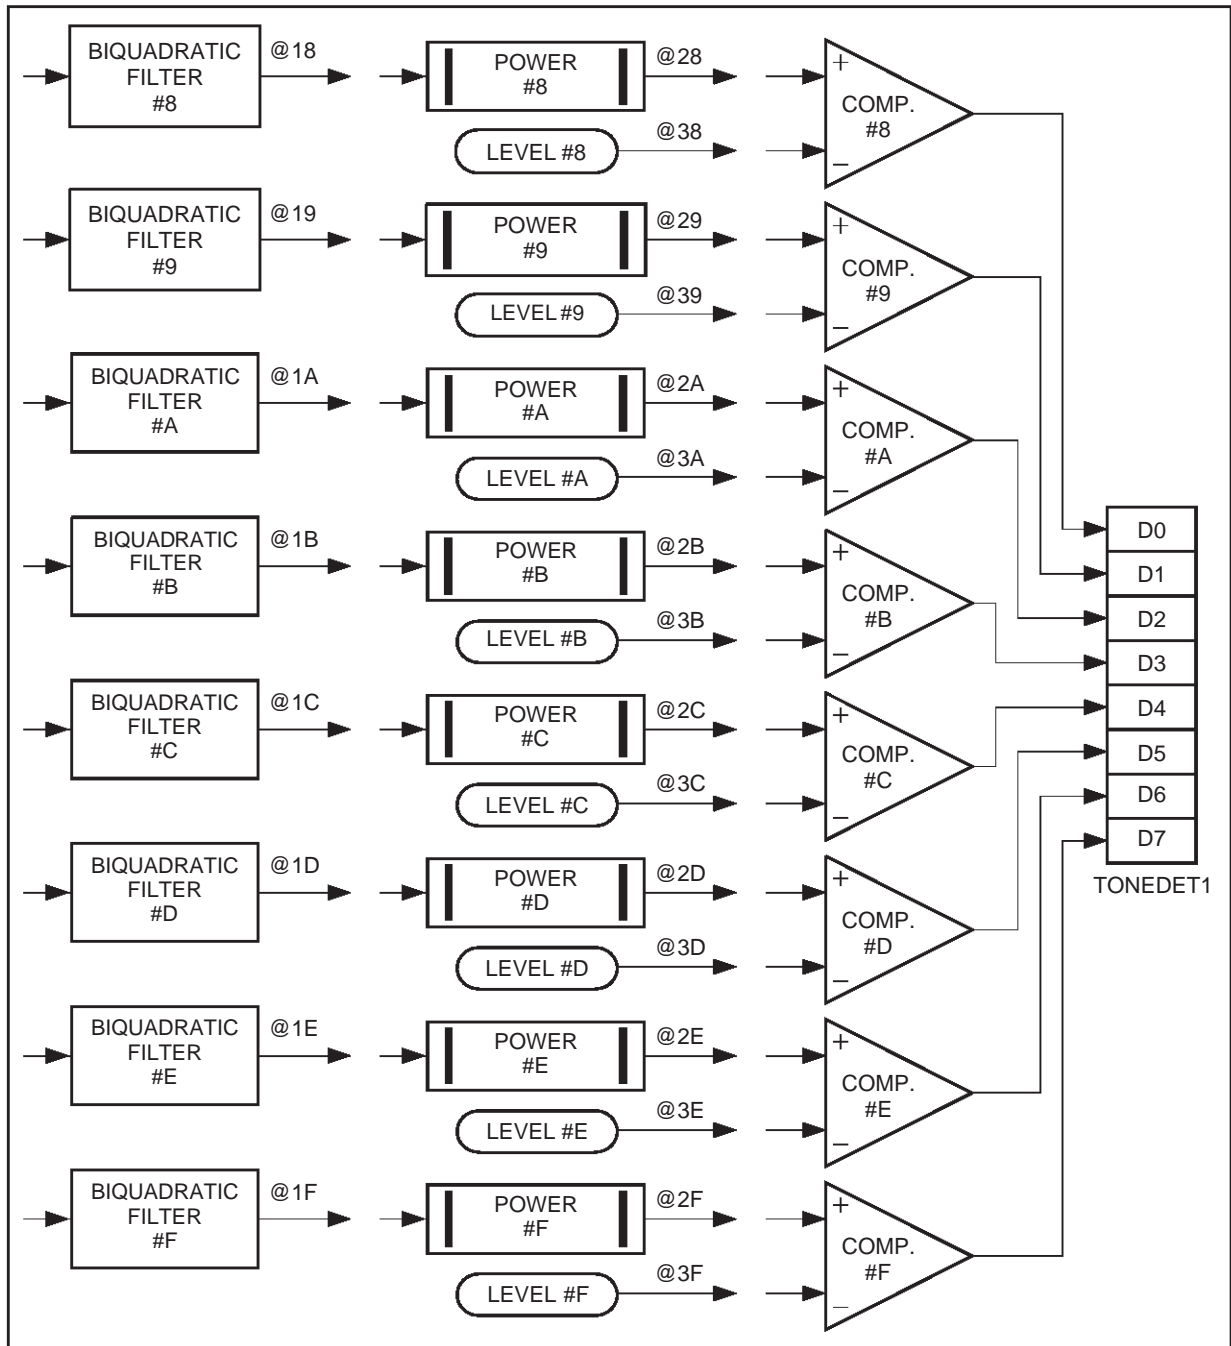 BIQUADRATIC
FILTER
#8
@18
POWER
#8
@28
LEVEL #8
@38
+
−
COMP.
#8
BIQUADRATIC
FILTER
#9
@19
POWER
#9
@29
LEVEL #9
@39
+
−
COMP.
#9
BIQUADRATIC
FILTER
#A
@1A
POWER
#A
@2A
LEVEL #A
@3A
+
−
COMP.
#A
BIQUADRATIC
FILTER
#B
@1B
POWER
#B
@2B
LEVEL #B
@3B
+
−
COMP.
#B
BIQUADRATIC
FILTER
#C
@1C
POWER
#C
@2C
LEVEL #C
@3C
+
−
COMP.
#C
BIQUADRATIC
FILTER
#D
@1D
POWER
#D
@2D
LEVEL #D
@3D
+
−
COMP.
#D
BIQUADRATIC
FILTER
#E
@1E
POWER
#E
@2E
LEVEL #E
@3E
+
−
COMP.
#E
BIQUADRATIC
FILTER
#F
@1F
POWER
#F
@2F
LEVEL #F
@3F
+
−
COMP.
#F
D0
D1
D2
D3
D4
D5
D6
D7
TONEDET1